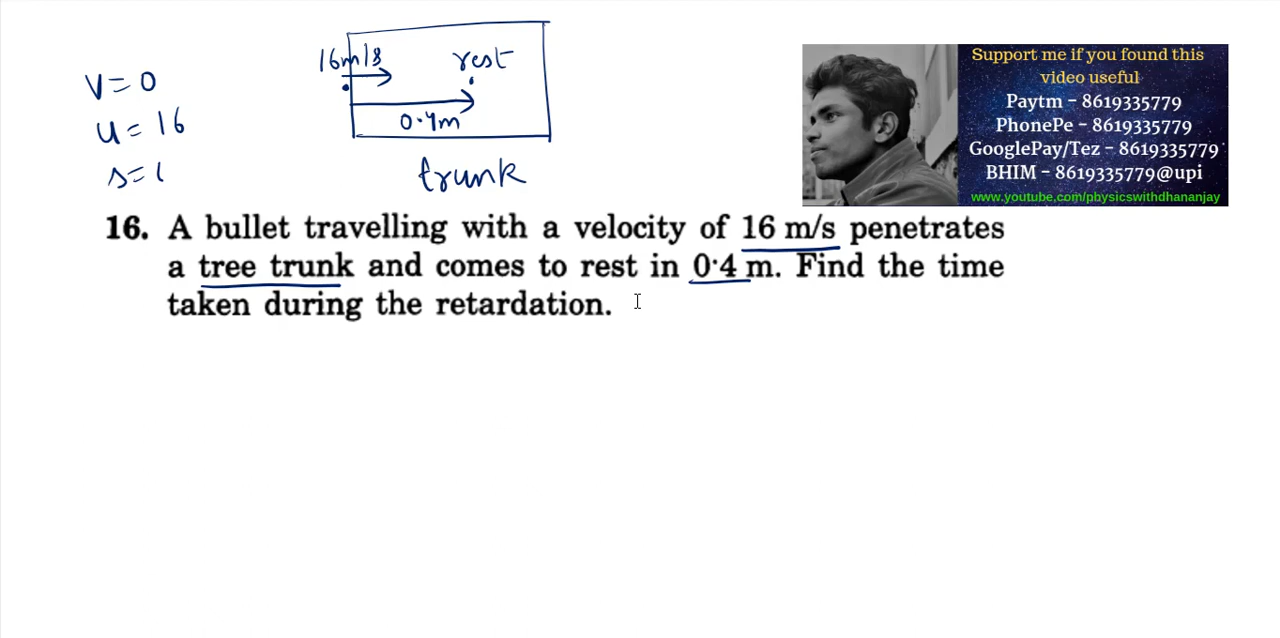 16m/s
rest
v=0
u=16
0.4m
s=
trunk
Support me if you found this
video useful
Paytm - 8619335779
PhonePe - 8619335779
GooglePay/Tez - 8619335779
BHIM - 8619335779@upi
www.youtube.com/physicswithdhananjay
16. A bullet travelling with a velocity of 16 m/s penetrates
a tree trunk and comes to rest in 0·4 m. Find the time
taken during the retardation.